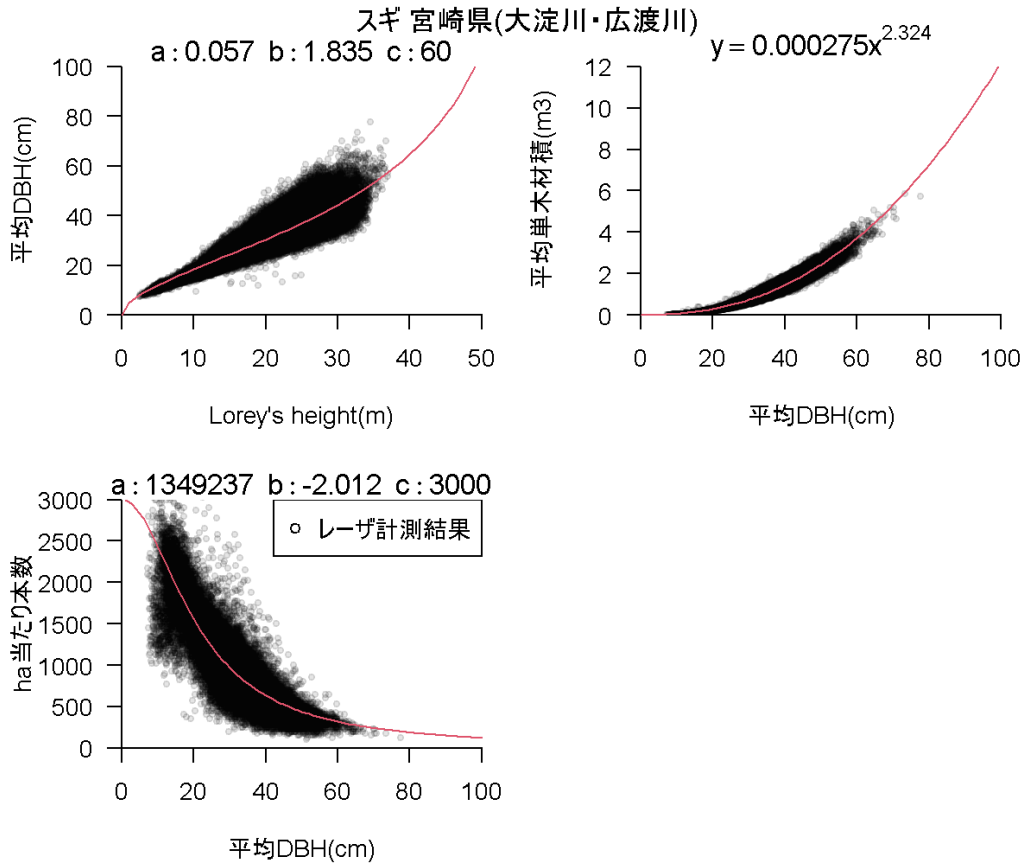 スギ 宮崎県(大淀川・広渡川)
a : 0.057 b : 1.835 c : 60
平均DBH(cm)
100
80
60
40
20
0
0 10 20 30 40 50
Lorey's height(m)
y = 0.000275x^2.324
平均単木材積(m3)
12
10
8
6
4
2
0
0 20 40 60 80 100
平均DBH(cm)
a : 1349237 b : -2.012 c : 3000
ha当たり本数
3000
2500
2000
1500
1000
500
0
レーザ計測結果
0 20 40 60 80 100
平均DBH(cm)